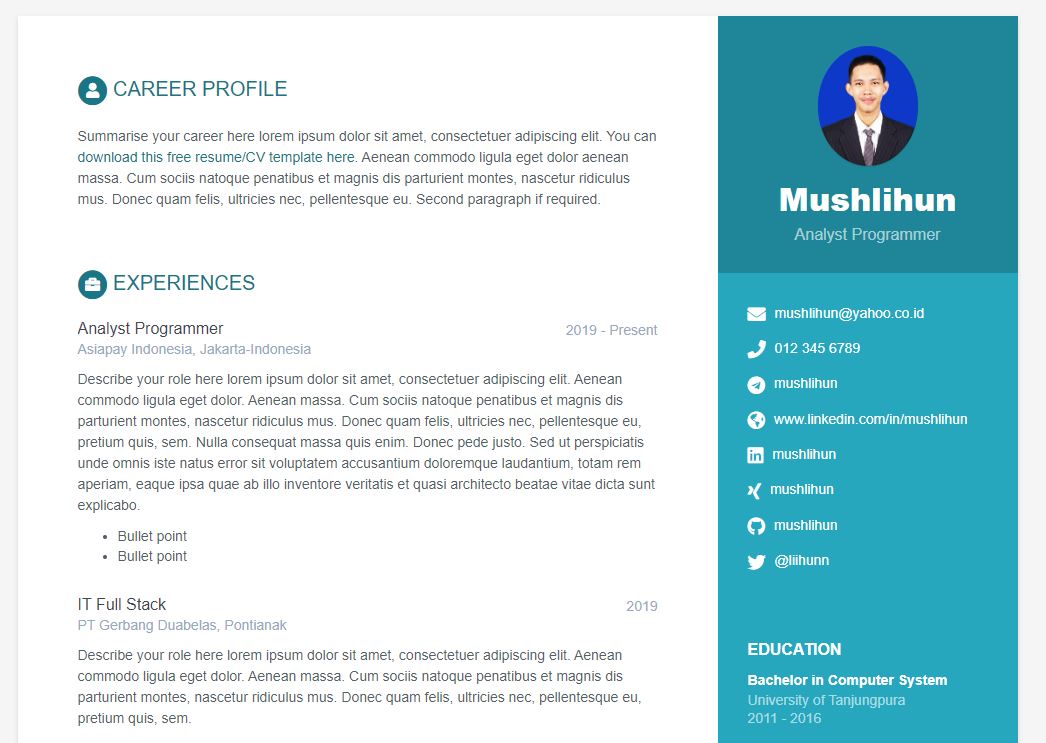 CAREER PROFILE
Summarise your career here lorem ipsum dolor sit amet, consectetuer adipiscing elit. You can
download this free resume/CV template here. Aenean commodo ligula eget dolor aenean
massa. Cum sociis natoque penatibus et magnis dis parturient montes, nascetur ridiculus
mus. Donec quam felis, ultricies nec, pellentesque eu. Second paragraph if required.
EXPERIENCES
Analyst Programmer
2019 - Present
Asiapay Indonesia, Jakarta-Indonesia
Describe your role here lorem ipsum dolor sit amet, consectetuer adipiscing elit. Aenean
commodo ligula eget dolor. Aenean massa. Cum sociis natoque penatibus et magnis dis
parturient montes, nascetur ridiculus mus. Donec quam felis, ultricies nec, pellentesque eu,
pretium quis, sem. Nulla consequat massa quis enim. Donec pede justo. Sed ut perspiciatis
unde omnis iste natus error sit voluptatem accusantium doloremque laudantium, totam rem
aperiam, eaque ipsa quae ab illo inventore veritatis et quasi architecto beatae vitae dicta sunt
explicabo.
• Bullet point
• Bullet point
IT Full Stack
2019
PT Gerbang Duabelas, Pontianak
Describe your role here lorem ipsum dolor sit amet, consectetuer adipiscing elit. Aenean
commodo ligula eget dolor. Aenean massa. Cum sociis natoque penatibus et magnis dis
parturient montes, nascetur ridiculus mus. Donec quam felis, ultricies nec, pellentesque eu,
pretium quis, sem.
Mushlihun
Analyst Programmer
mushlihun@yahoo.co.id
012 345 6789
mushlihun
www.linkedin.com/in/mushlihun
mushlihun
mushlihun
mushlihun
@liihunn
EDUCATION
Bachelor in Computer System
University of Tanjungpura
2011 - 2016